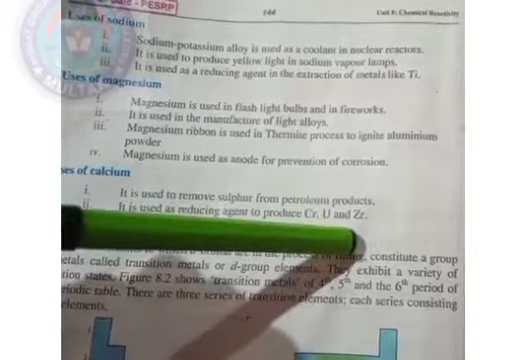 PESRP
144
Unit 8: Chemical Reactivity
Uses of sodium
i. Sodium-potassium alloy is used as a coolant in nuclear reactors.
ii. It is used to produce yellow light in sodium vapour lamps.
iii. It is used as a reducing agent in the extraction of metals like Ti.
Uses of magnesium
i. Magnesium is used in flash light bulbs and in fireworks.
ii. It is used in the manufacture of light alloys.
iii. Magnesium ribbon is used in Thermite process to ignite aluminium
powder
iv. Magnesium is used as anode for prevention of corrosion.
ses of calcium
i. It is used to remove sulphur from petroleum products.
ii. It is used as reducing agent to produce Cr, U and Zr.
constitute a group
etals called transition metals or d-group elements. They exhibit a variety of
tion states. Figure 8.2 shows 'transition metals' of 4th, 5th and the 6th period of
riodic table. There are three series of transition elements; each series consisting
elements.